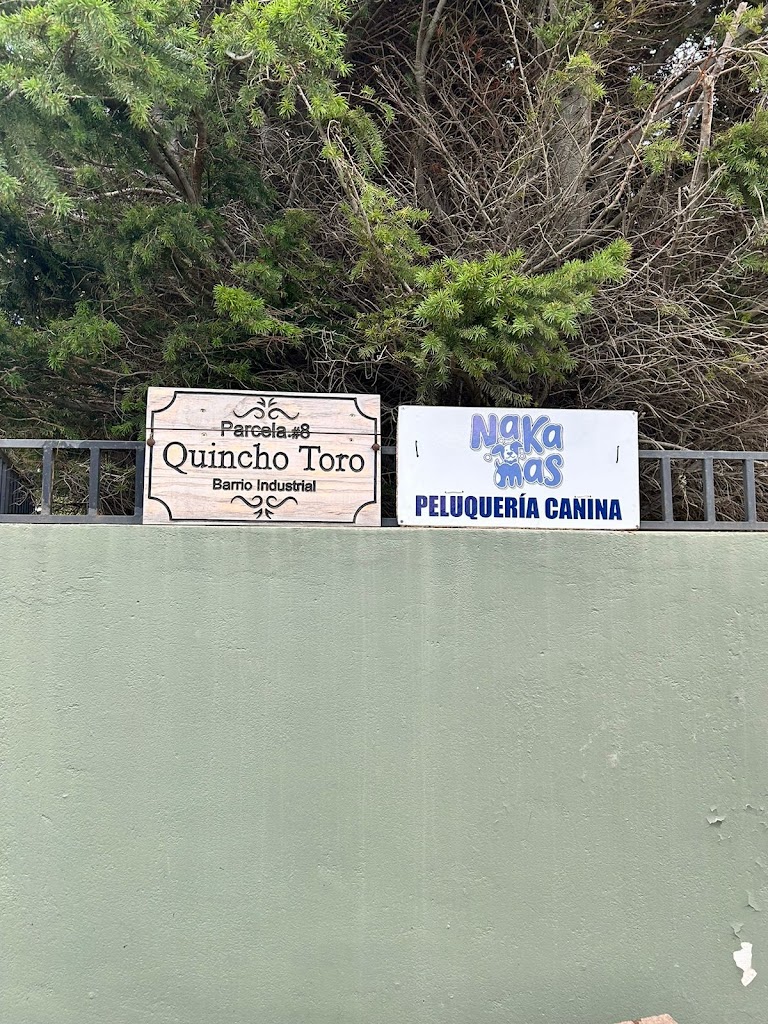 Parcela #8
Quincho Toro
Barrio Industrial
NaKa
mas
PELUQUERÍA CANINA